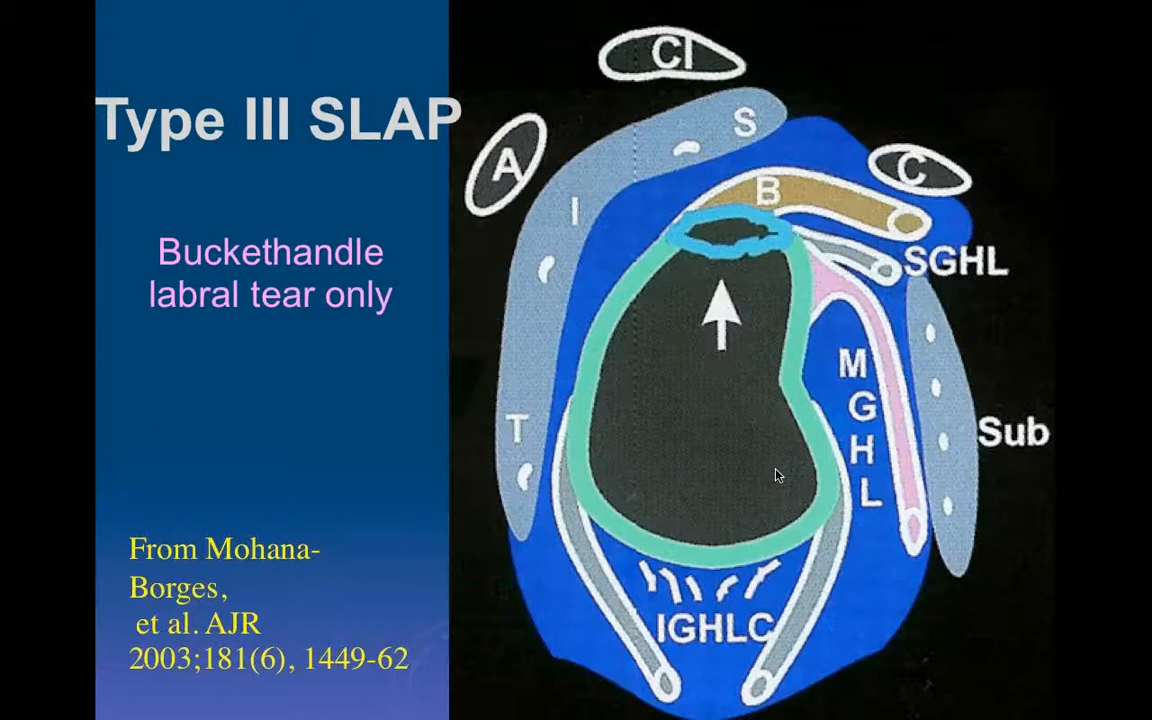 Type III SLAP
Buckethandle
labral tear only
From Mohana-
Borges,
et al. AJR
2003;181(6), 1449-62
Cl
S
A
C
B
I
SGHL
M
G
H
L
T
Sub
IGHLC